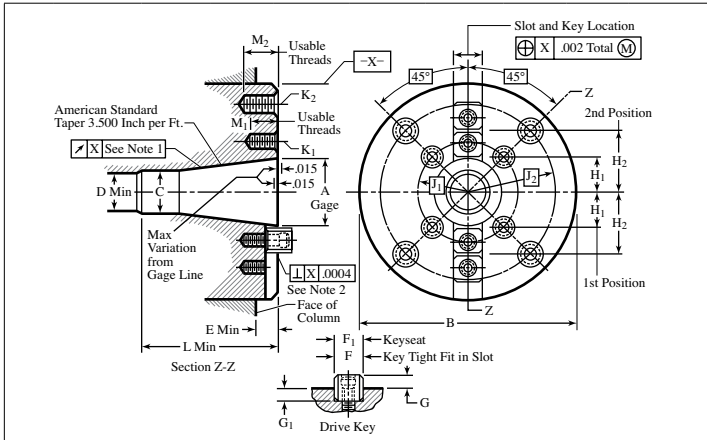 Slot and Key Location
⌖ X .002 Total Ⓜ
M₂
Usable
Threads
–X–
45°
45°
Z
K₂
2nd Position
American Standard
Taper 3.500 Inch per Ft.
M₁
Usable
Threads
↗ X See Note 1
K₁
H₂
H₁
J₁
J₂
.015
.015
A
Gage
D Min
C
H₁
H₂
Max
Variation
from
Gage Line
⊥ X .0004
See Note 2
1st Position
Face of
Column
Z
E Min
B
L Min
F₁
Keyseat
F
Key Tight Fit in Slot
Section Z-Z
G
G₁
Drive Key